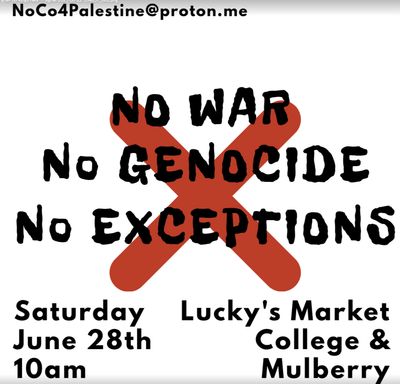 NoCo4Palestine@proton.me
NO WAR
NO GENOCIDE
NO EXCEPTIONS
Saturday
June 28th
10am
Lucky's Market
College &
Mulberry